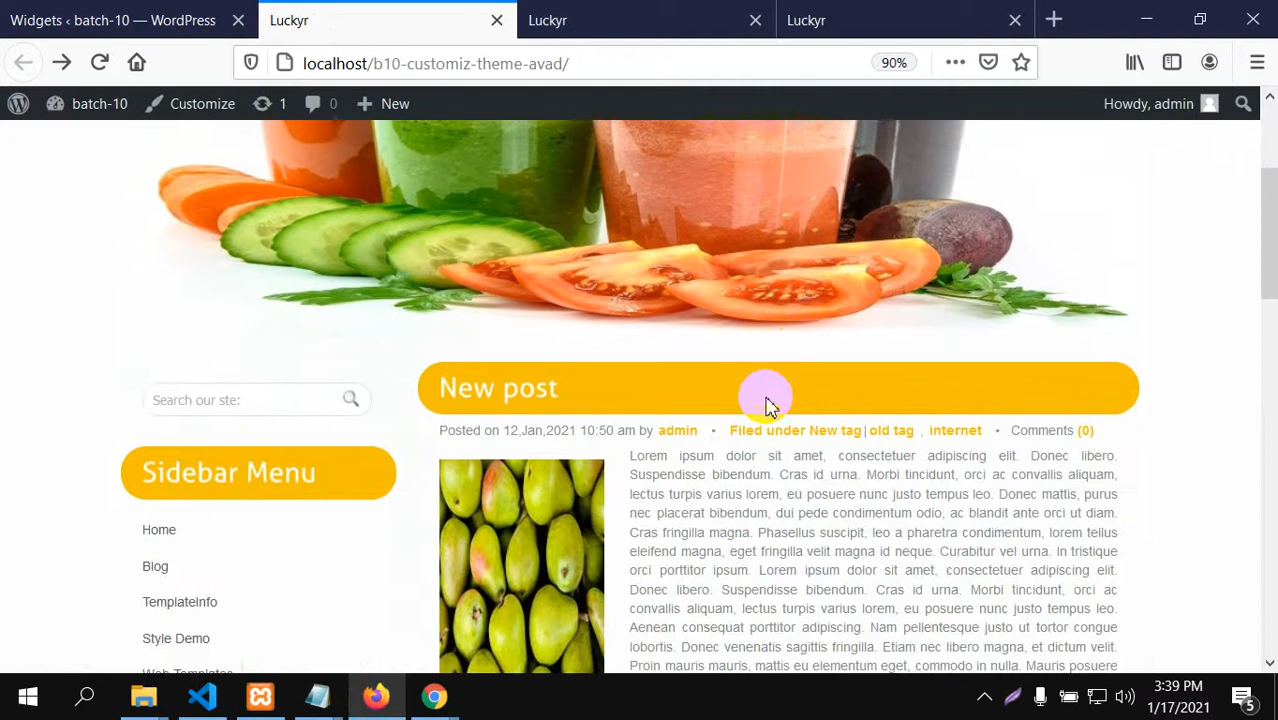 Widgets ‹ batch-10 — WordPress
Luckyr
Luckyr
Luckyr
localhost/b10-customiz-theme-avad/
90%
batch-10
Customize
1
0
New
Howdy, admin
Search our site:
Sidebar Menu
Home
Blog
TemplateInfo
Style Demo
Web Templates
New post
Posted on 12,Jan,2021 10:50 am by admin • Filed under New tag| old tag , internet • Comments (0)
Lorem ipsum dolor sit amet, consectetuer adipiscing elit. Donec libero.
Suspendisse bibendum. Cras id urna. Morbi tincidunt, orci ac convallis aliquam,
lectus turpis varius lorem, eu posuere nunc justo tempus leo. Donec mattis, purus
nec placerat bibendum, dui pede condimentum odio, ac blandit ante orci ut diam.
Cras fringilla magna. Phasellus suscipit, leo a pharetra condimentum, lorem tellus
eleifend magna, eget fringilla velit magna id neque. Curabitur vel urna. In tristique
orci porttitor ipsum. Lorem ipsum dolor sit amet, consectetuer adipiscing elit.
Donec libero. Suspendisse bibendum. Cras id urna. Morbi tincidunt, orci ac
convallis aliquam, lectus turpis varius lorem, eu posuere nunc justo tempus leo.
Aenean consequat porttitor adipiscing. Nam pellentesque justo ut tortor congue
lobortis. Donec venenatis sagittis fringilla. Etiam nec libero magna, et dictum velit.
Proin mauris mauris, mattis eu elementum eget, commodo in nulla. Mauris posuere
3:39 PM
1/17/2021
5